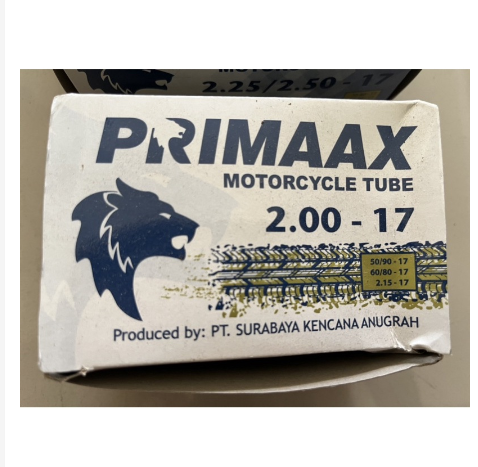 2.25/2.50 - 17
PRIMAAX
MOTORCYCLE TUBE
2.00 - 17
50/90 - 17
60/80 - 17
2.15 - 17
Produced by: PT. SURABAYA KENCANA ANUGRAH